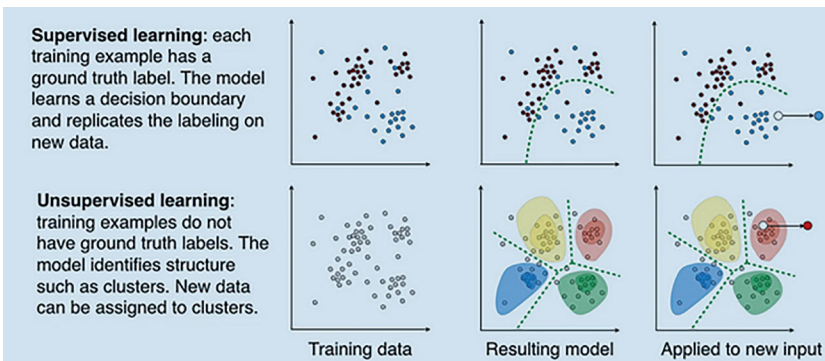 Supervised learning: each
training example has a
ground truth label. The model
learns a decision boundary
and replicates the labeling on
new data.
Unsupervised learning:
training examples do not
have ground truth labels. The
model identifies structure
such as clusters. New data
can be assigned to clusters.
Training data
Resulting model
Applied to new input